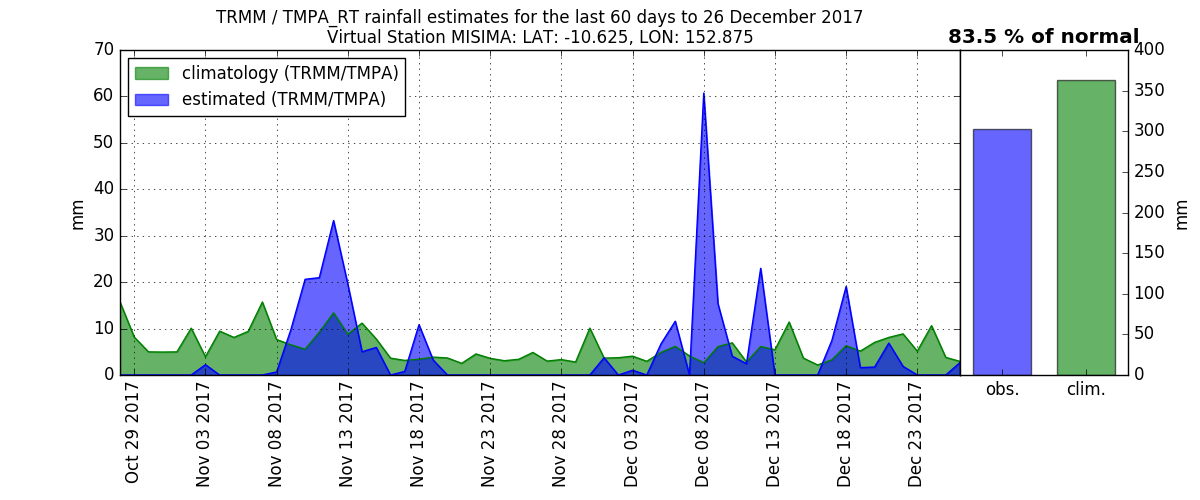 TRMM / TMPA_RT rainfall estimates for the last 60 days to 26 December 2017
Virtual Station MISIMA: LAT: -10.625, LON: 152.875
83.5 % of normal
climatology (TRMM/TMPA)
estimated (TRMM/TMPA)
70
60
50
40
30
20
10
0
mm
400
350
300
250
200
150
100
50
0
mm
obs.
clim.
Oct 29 2017
Nov 03 2017
Nov 08 2017
Nov 13 2017
Nov 18 2017
Nov 23 2017
Nov 28 2017
Dec 03 2017
Dec 08 2017
Dec 13 2017
Dec 18 2017
Dec 23 2017